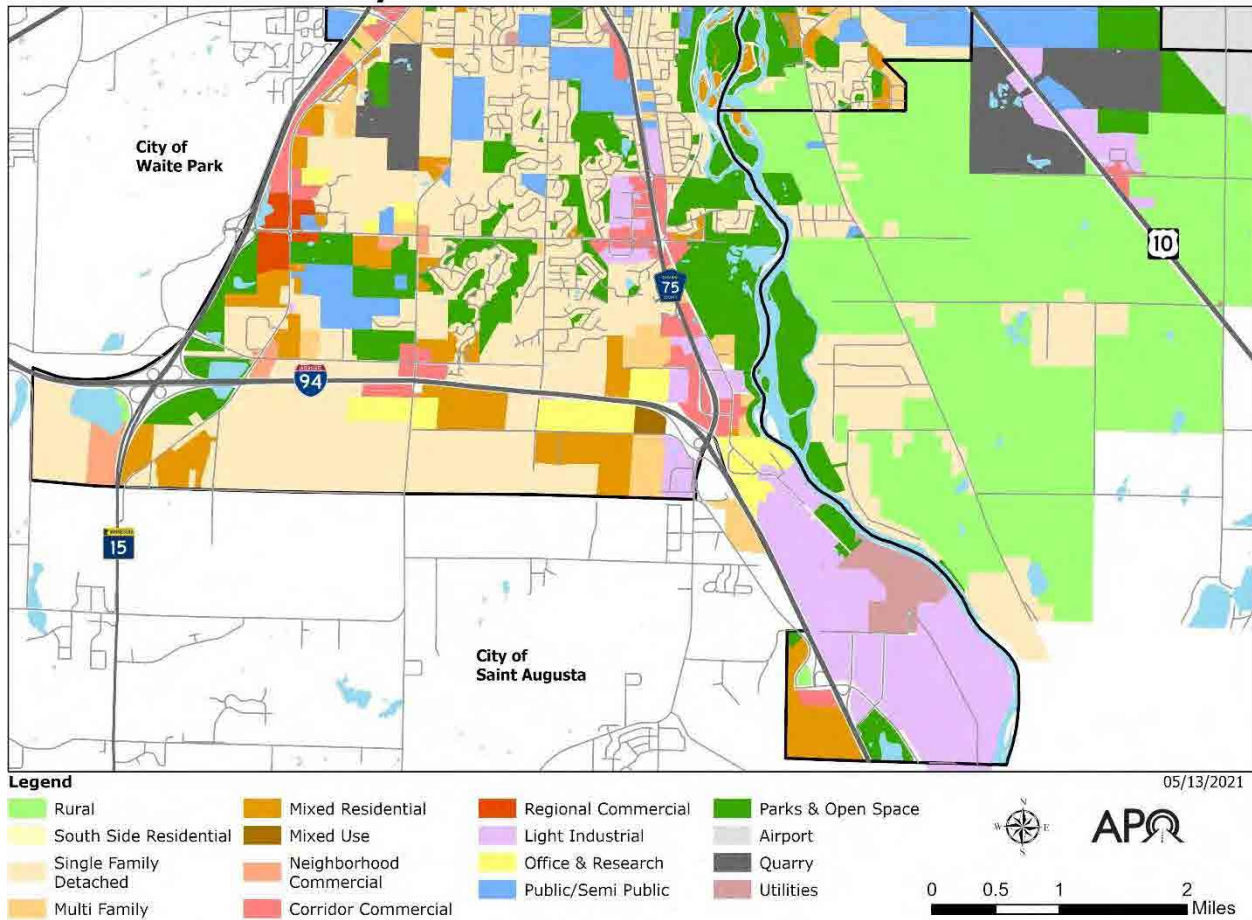 City of
Waite Park
10
75
INTERSTATE
94
MINNESOTA
15
City of
Saint Augusta
Legend
05/13/2021
Rural
South Side Residential
Single Family
Detached
Multi Family
Mixed Residential
Mixed Use
Neighborhood
Commercial
Corridor Commercial
Regional Commercial
Light Industrial
Office & Research
Public/Semi Public
Parks & Open Space
Airport
Quarry
Utilities
N
W E
S
APO
0 0.5 1 2
Miles